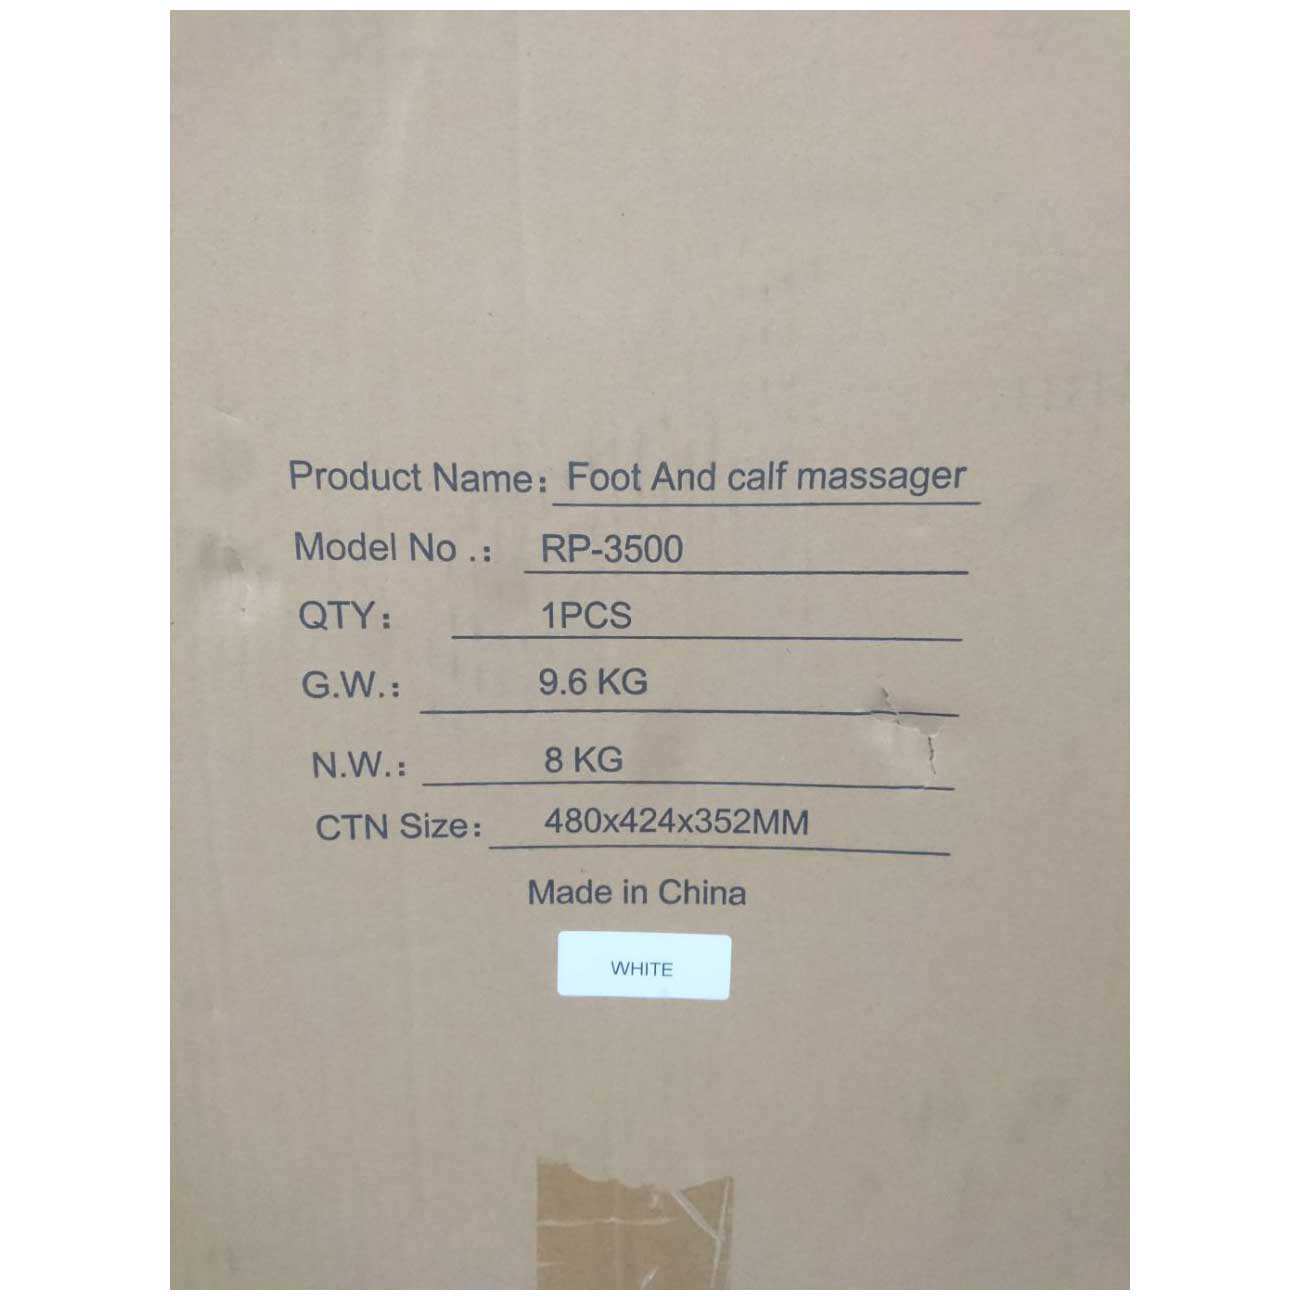 Product Name: Foot And calf massager
Model No .: RP-3500
QTY: 1PCS
G.W.: 9.6 KG
N.W.: 8 KG
CTN Size: 480x424x352MM
Made in China
WHITE